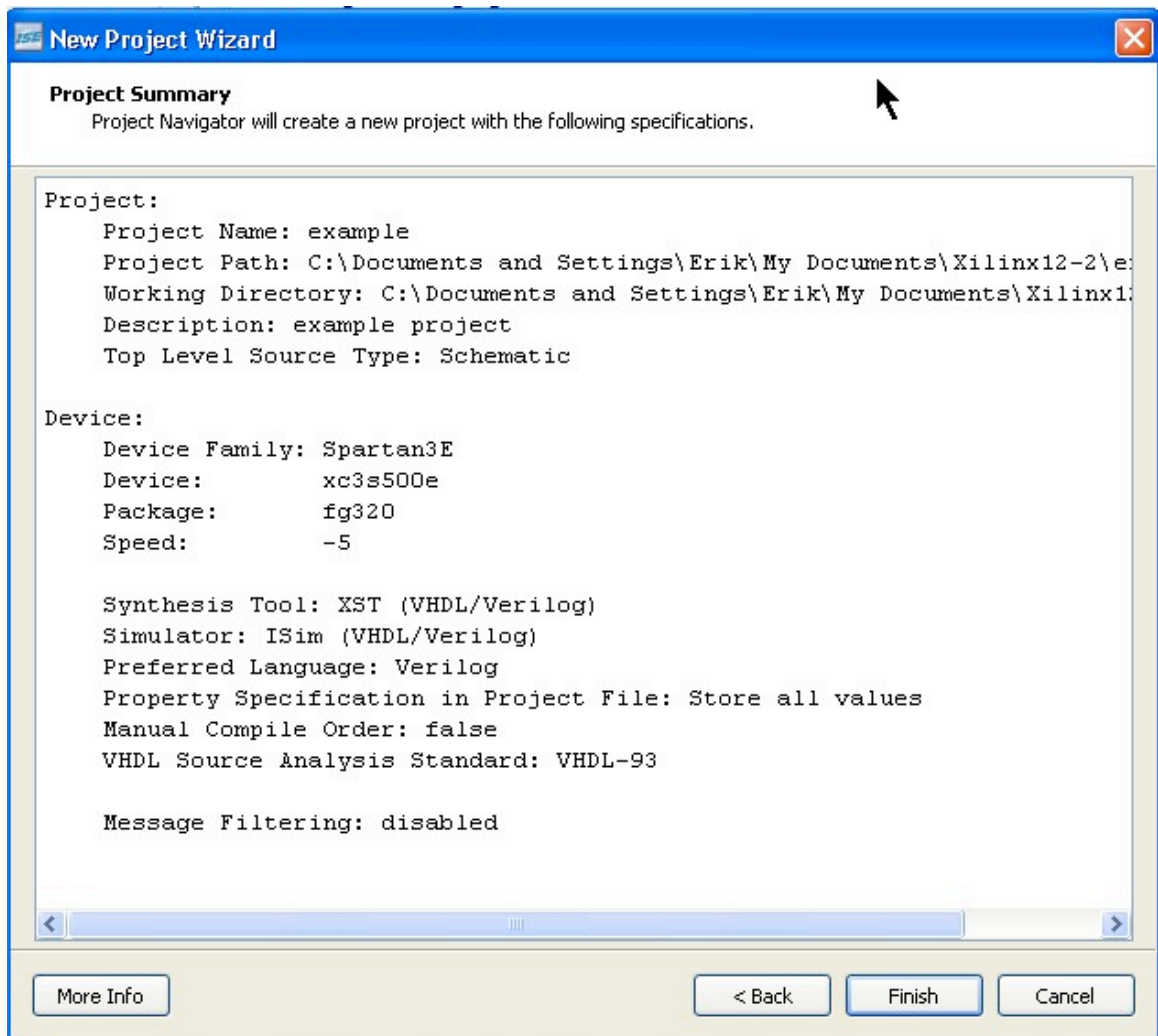 ISE New Project Wizard
Project Summary
Project Navigator will create a new project with the following specifications.
Project:
Project Name: example
Project Path: C:\Documents and Settings\Erik\My Documents\Xilinx12-2\e
Working Directory: C:\Documents and Settings\Erik\My Documents\Xilinx1
Description: example project
Top Level Source Type: Schematic
Device:
Device Family: Spartan3E
Device: xc3s500e
Package: fg320
Speed: -5
Synthesis Tool: XST (VHDL/Verilog)
Simulator: ISim (VHDL/Verilog)
Preferred Language: Verilog
Property Specification in Project File: Store all values
Manual Compile Order: false
VHDL Source Analysis Standard: VHDL-93
Message Filtering: disabled
More Info < Back Finish Cancel